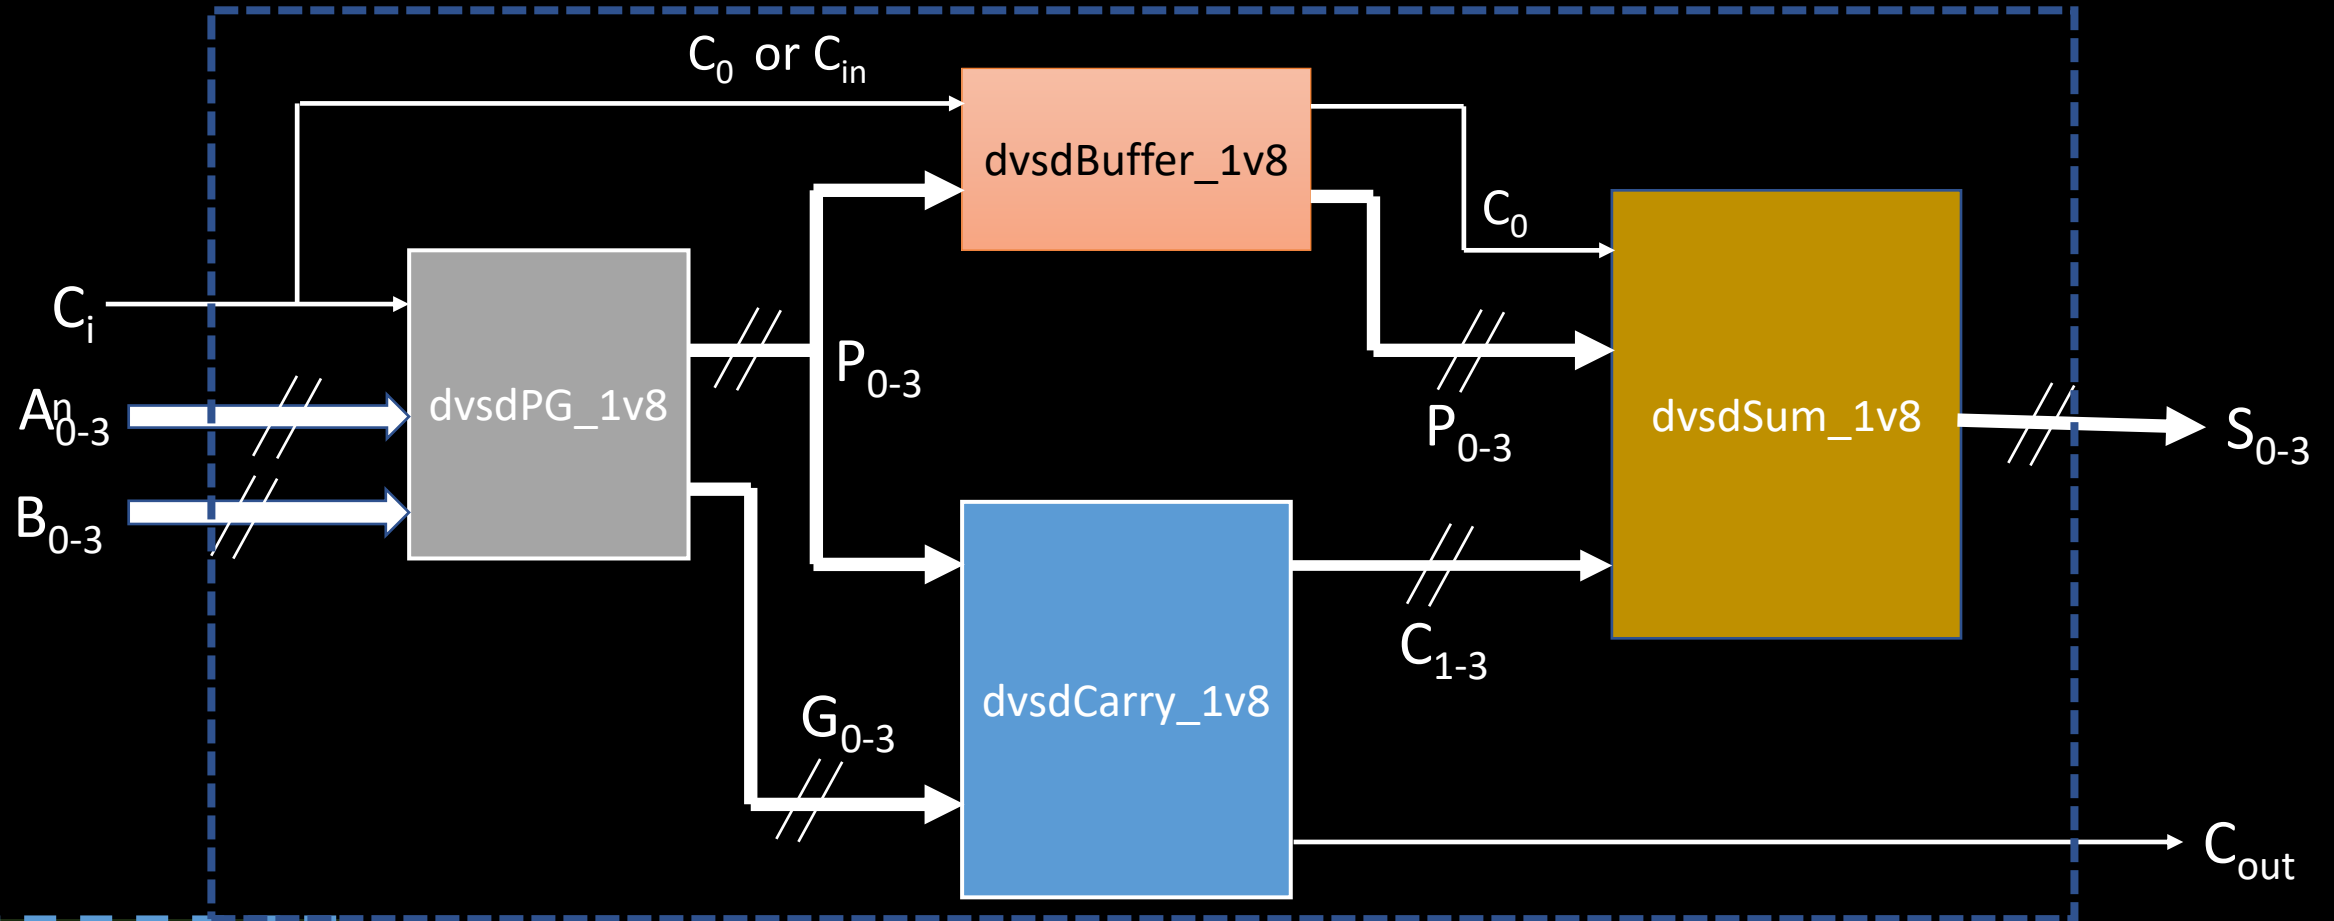 C0 or Cin
dvsdBuffer_1v8
C0
Ci
P0-3
An0-3
dvsdPG_1v8
P0-3
dvsdSum_1v8
S0-3
B0-3
C1-3
G0-3
dvsdCarry_1v8
Cout